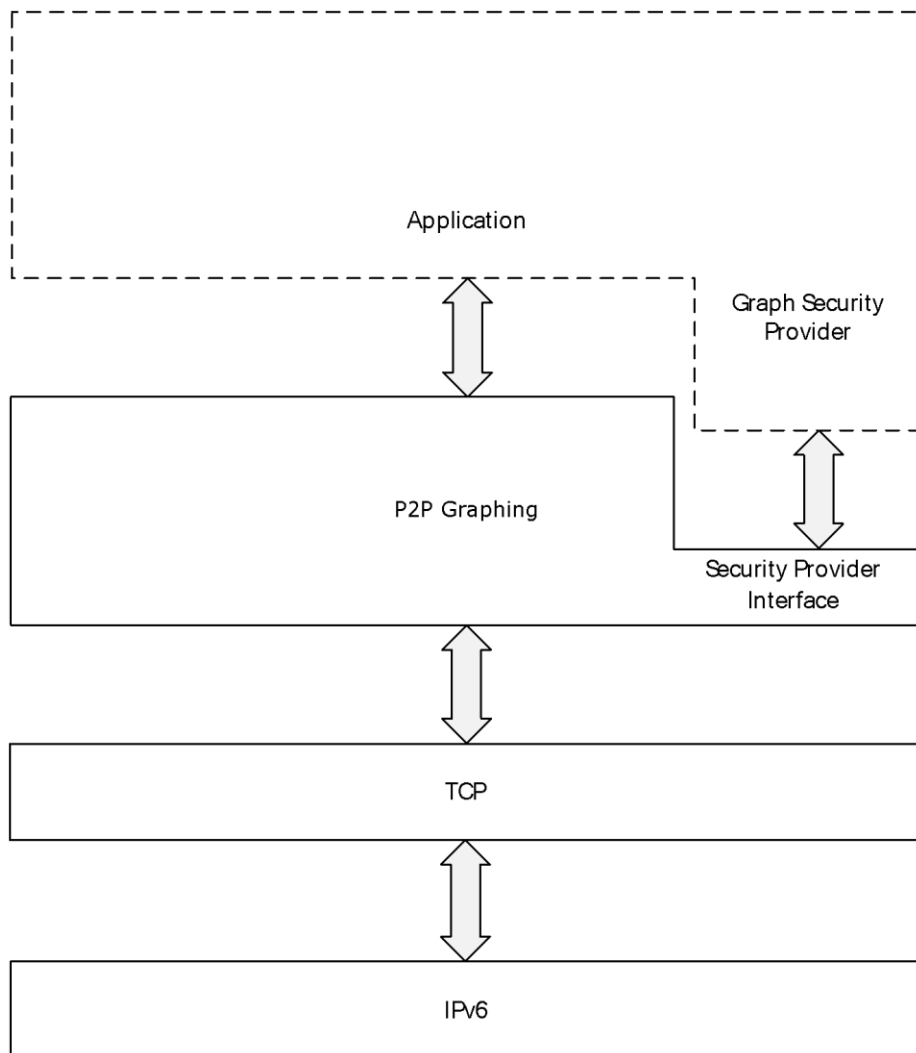 Application
Graph Security
Provider
P2P Graphing
Security Provider
Interface
TCP
IPv6